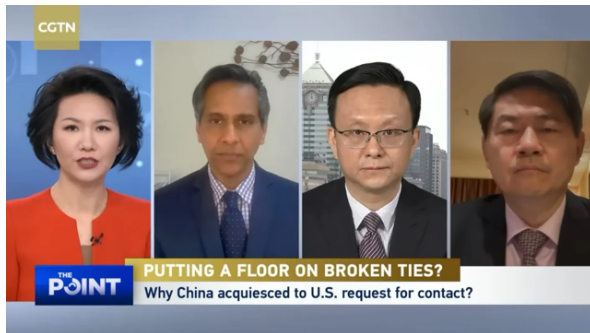 CGTN
PUTTING A FLOOR ON BROKEN TIES?
THE
POINT
Why China acquiesced to U.S. request for contact?